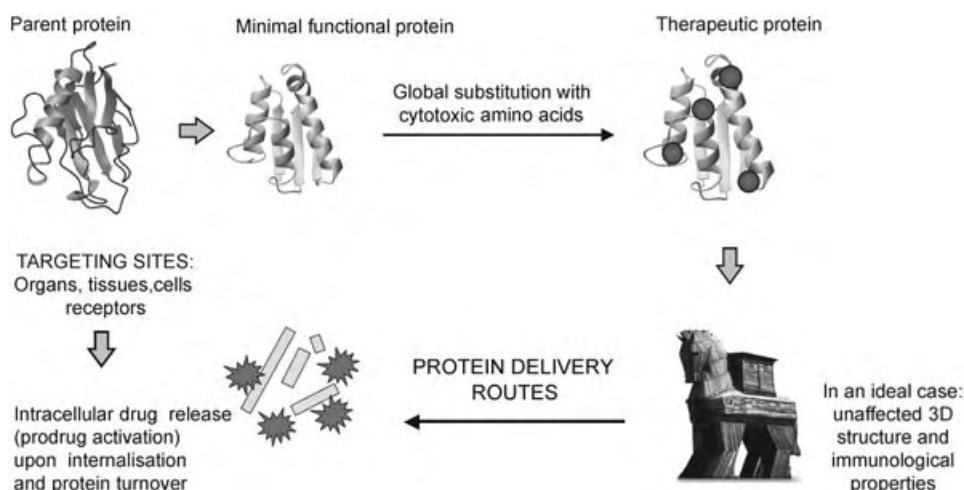 Parent protein
Minimal functional protein
Therapeutic protein
Global substitution with
cytotoxic amino acids
TARGETING SITES:
Organs, tissues,cells
receptors
PROTEIN DELIVERY
ROUTES
Intracellular drug release
(prodrug activation)
upon internalisation
and protein turnover
In an ideal case:
unaffected 3D
structure and
immunological
properties